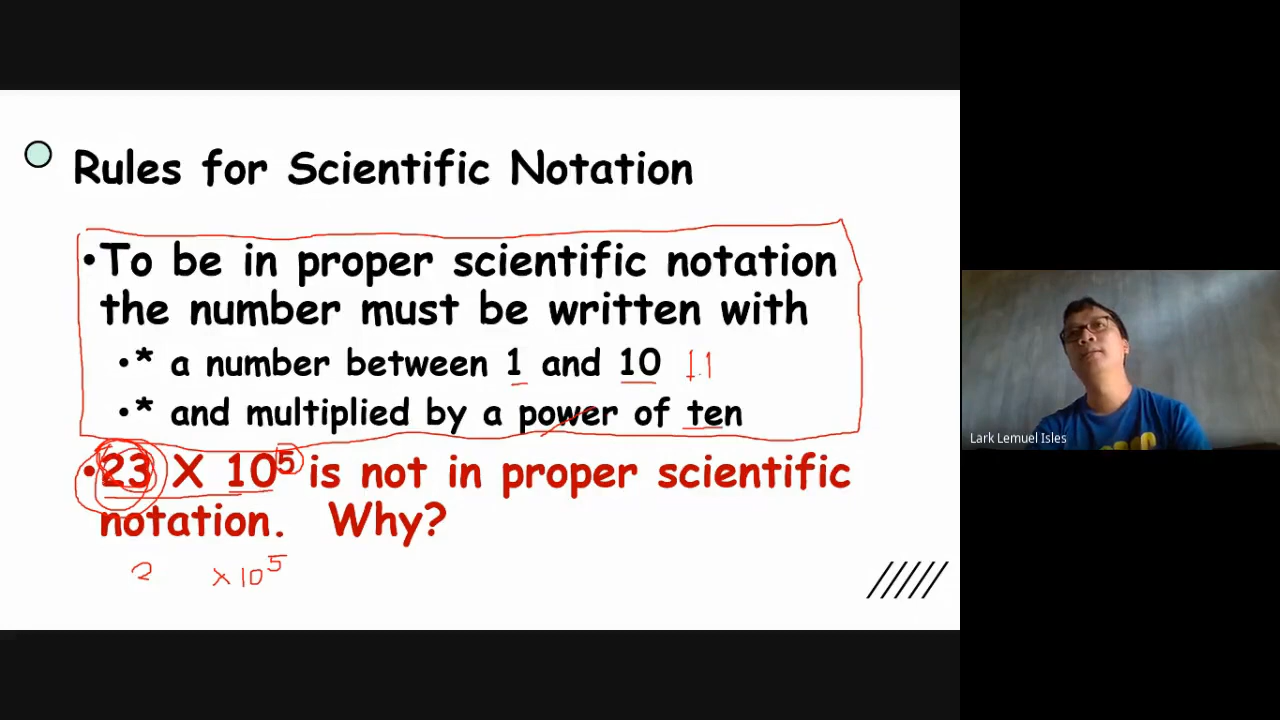 Rules for Scientific Notation
•To be in proper scientific notation
the number must be written with
•* a number between 1 and 10
•* and multiplied by a power of ten
•23 X 10⁵ is not in proper scientific
notation. Why?
2 × 10⁵
Lark Lemuel Isles